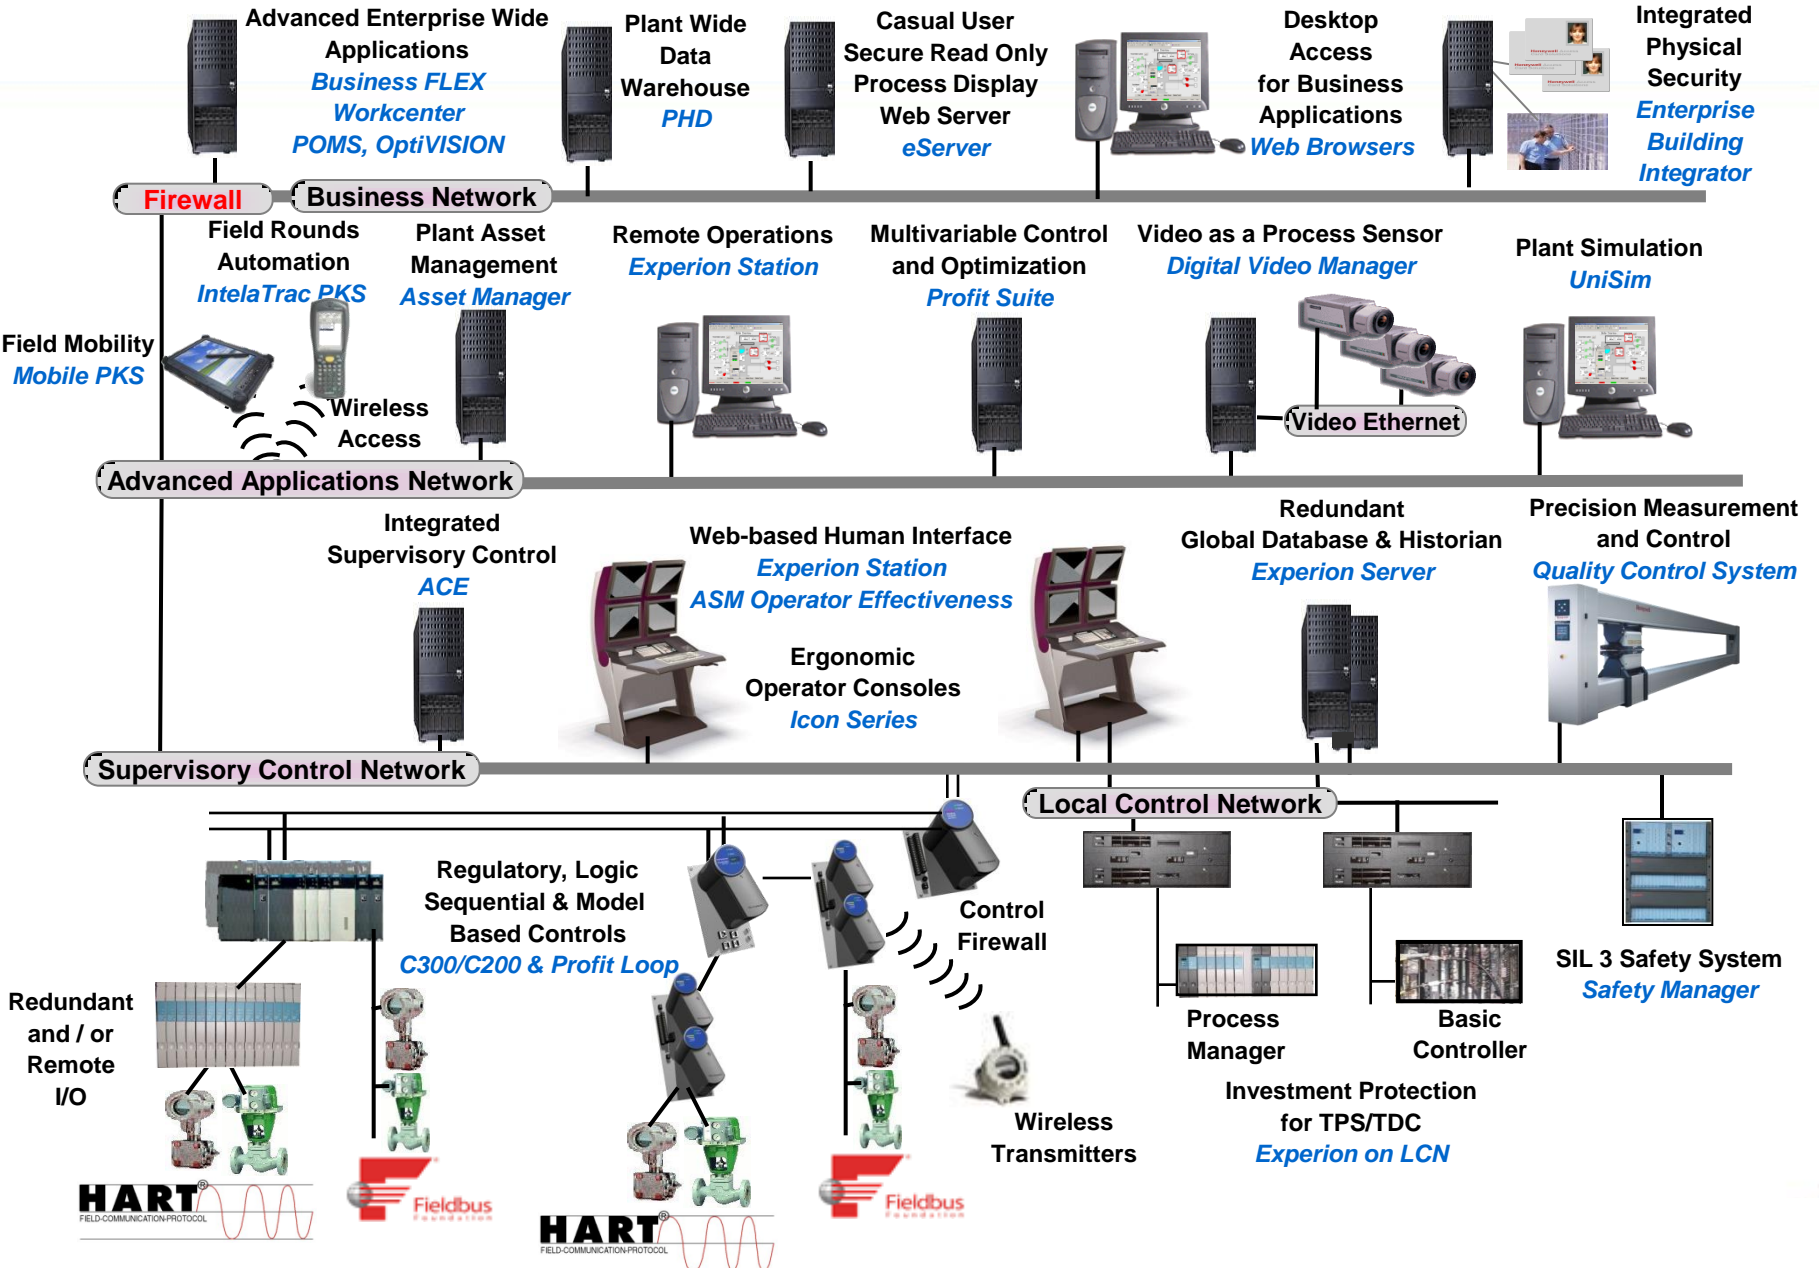 Advanced Enterprise Wide
Applications
Business FLEX
Workcenter
POMS, OptiVISION
Plant Wide
Data
Warehouse
PHD
Casual User
Secure Read Only
Process Display
Web Server
eServer
Desktop
Access
for Business
Applications
Web Browsers
Integrated
Physical
Security
Enterprise
Building
Integrator
Firewall
Business Network
Field Rounds
Automation
IntelaTrac PKS
Plant Asset
Management
Asset Manager
Remote Operations
Experion Station
Multivariable Control
and Optimization
Profit Suite
Video as a Process Sensor
Digital Video Manager
Plant Simulation
UniSim
Field Mobility
Mobile PKS
Wireless
Access
Video Ethernet
Advanced Applications Network
Integrated
Supervisory Control
ACE
Web-based Human Interface
Experion Station
ASM Operator Effectiveness
Ergonomic
Operator Consoles
Icon Series
Redundant
Global Database & Historian
Experion Server
Precision Measurement
and Control
Quality Control System
Supervisory Control Network
Local Control Network
Regulatory, Logic
Sequential & Model
Based Controls
C300/C200 & Profit Loop
Control
Firewall
SIL 3 Safety System
Safety Manager
Redundant
and / or
Remote
I/O
Process
Manager
Basic
Controller
Investment Protection
for TPS/TDC
Experion on LCN
Wireless
Transmitters
HART®
FIELD-COMMUNICATION-PROTOCOL
Fieldbus
Foundation
HART®
FIELD-COMMUNICATION-PROTOCOL
Fieldbus
Foundation